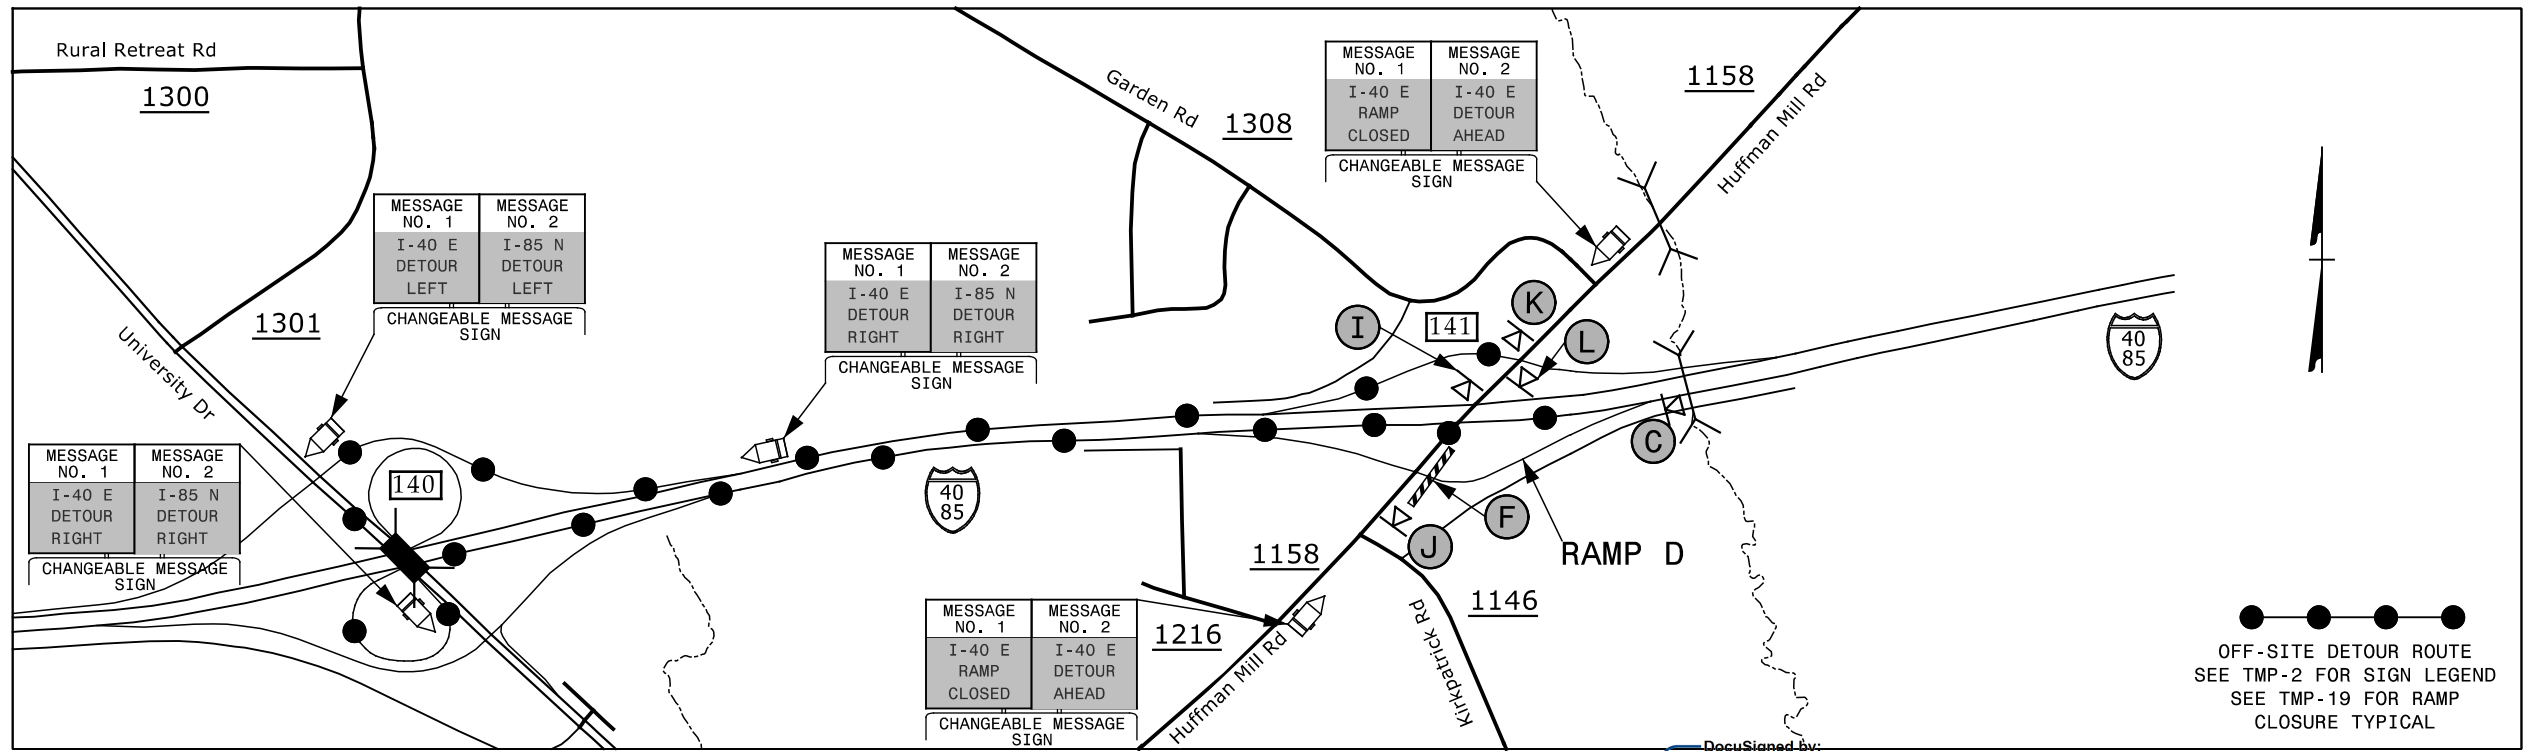 Rural Retreat Rd
1300
1301
University Dr
MESSAGE NO. 1
MESSAGE NO. 2
I-40 E
DETOUR
LEFT
I-85 N
DETOUR
LEFT
CHANGEABLE MESSAGE
SIGN
MESSAGE NO. 1
MESSAGE NO. 2
I-40 E
DETOUR
RIGHT
I-85 N
DETOUR
RIGHT
CHANGEABLE MESSAGE
SIGN
140
MESSAGE NO. 1
MESSAGE NO. 2
I-40 E
DETOUR
RIGHT
I-85 N
DETOUR
RIGHT
CHANGEABLE MESSAGE
SIGN
40
85
Garden Rd
1308
MESSAGE NO. 1
MESSAGE NO. 2
I-40 E
RAMP
CLOSED
I-40 E
DETOUR
AHEAD
CHANGEABLE MESSAGE
SIGN
1158
Huffman Mill Rd
I
141
K
L
C
F
J
RAMP D
40
85
1158
1146
Kirkpatrick Rd
1216
Huffman Mill Rd
MESSAGE NO. 1
MESSAGE NO. 2
I-40 E
RAMP
CLOSED
I-40 E
DETOUR
AHEAD
CHANGEABLE MESSAGE
SIGN
OFF-SITE DETOUR ROUTE
SEE TMP-2 FOR SIGN LEGEND
SEE TMP-19 FOR RAMP
CLOSURE TYPICAL
DocuSigned by: